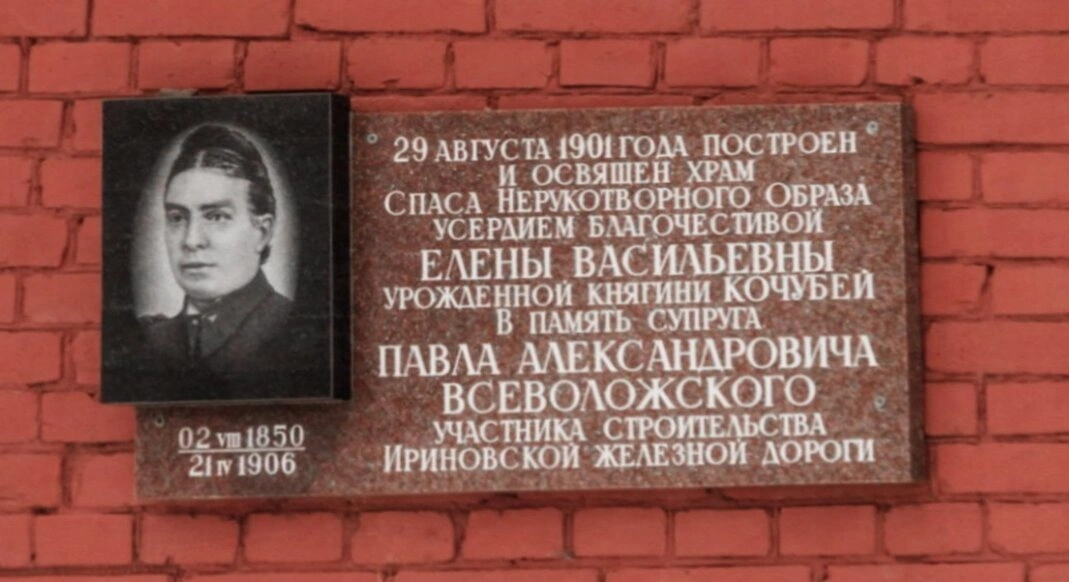 29 АВГУСТА 1901 ГОДА ПОСТРОЕН
И ОСВЯШЕН ХРАМ
СПАСА НЕРУКОТВОРНОГО ОБРАЗА
УСЕРДИЕМ БЛАГОЧЕСТИВОЙ
ЕЛЕНЫ ВАСИЛЬЕВНЫ
УРОЖДЕННОЙ КНЯГИНИ КОЧУБЕЙ
В ПАМЯТЬ СУПРУГА
ПАВЛА АЛЕКСАНДРОВИЧА
ВСЕВОЛОЖСКОГО
УЧАСТНИКА СТРОИТЕЛЬСТВА
ИРИНОВСКОЙ ЖЕЛЕЗНОЙ ДОРОГИ
02 VIII 1850
21 IV 1906